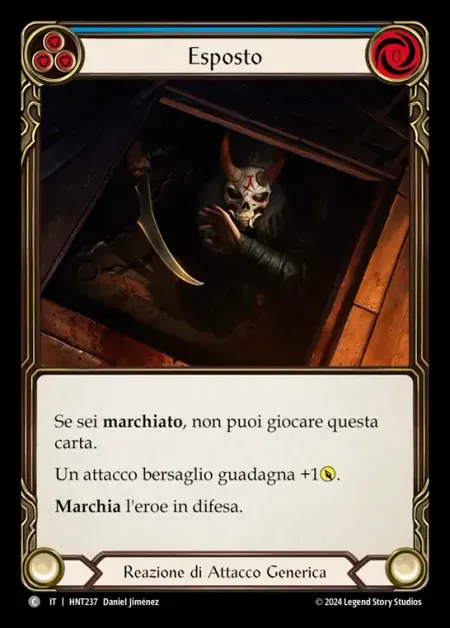 Esposto
0
Se sei marchiato, non puoi giocare questa
carta.
Un attacco bersaglio guadagna +1.
Marchia l'eroe in difesa.
Reazione di Attacco Generica
C IT | HNT237 Daniel Jiménez © 2024 Legend Story Studios